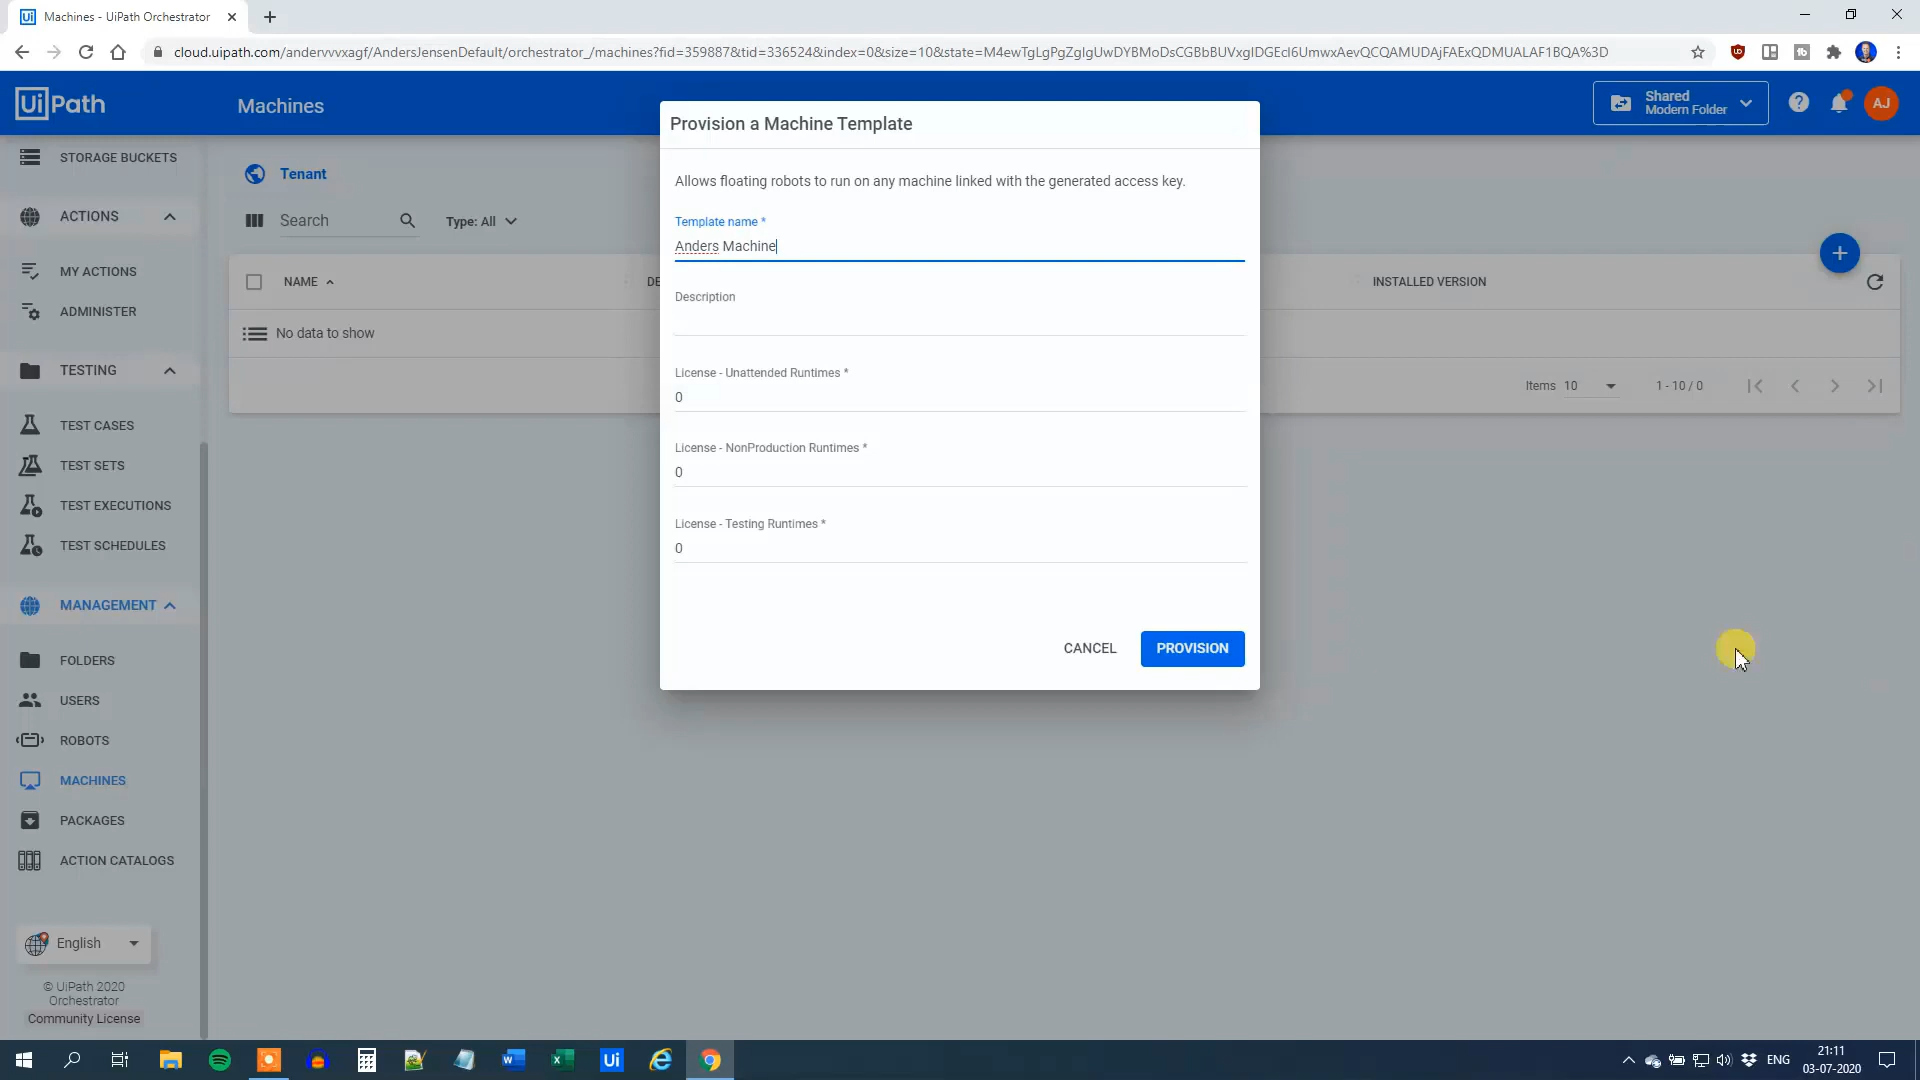 Machines - UiPath Orchestrator
cloud.uipath.com/andervvvxagf/AndersJensenDefault/orchestrator_/machines?fid=359887&tid=336524&index=0&size=10&state=M4ewTgLgPgZglgUwDYBMoDsCGBbBUVxgIDGEcI6UmwxAevQCQAMUDAjFAExQDMUALAF1BQA%3D
UiPath
Machines
Shared
Modern Folder
AJ
STORAGE BUCKETS
ACTIONS
MY ACTIONS
ADMINISTER
TESTING
TEST CASES
TEST SETS
TEST EXECUTIONS
TEST SCHEDULES
MANAGEMENT
FOLDERS
USERS
ROBOTS
MACHINES
PACKAGES
ACTION CATALOGS
English
© UiPath 2020
Orchestrator
Community License
Tenant
Search
Type: All
NAME
DE
INSTALLED VERSION
No data to show
Items 10
1 - 10 / 0
Provision a Machine Template
Allows floating robots to run on any machine linked with the generated access key.
Template name *
Anders Machine
Description
License - Unattended Runtimes *
0
License - NonProduction Runtimes *
0
License - Testing Runtimes *
0
CANCEL
PROVISION
ENG
21:11
03-07-2020